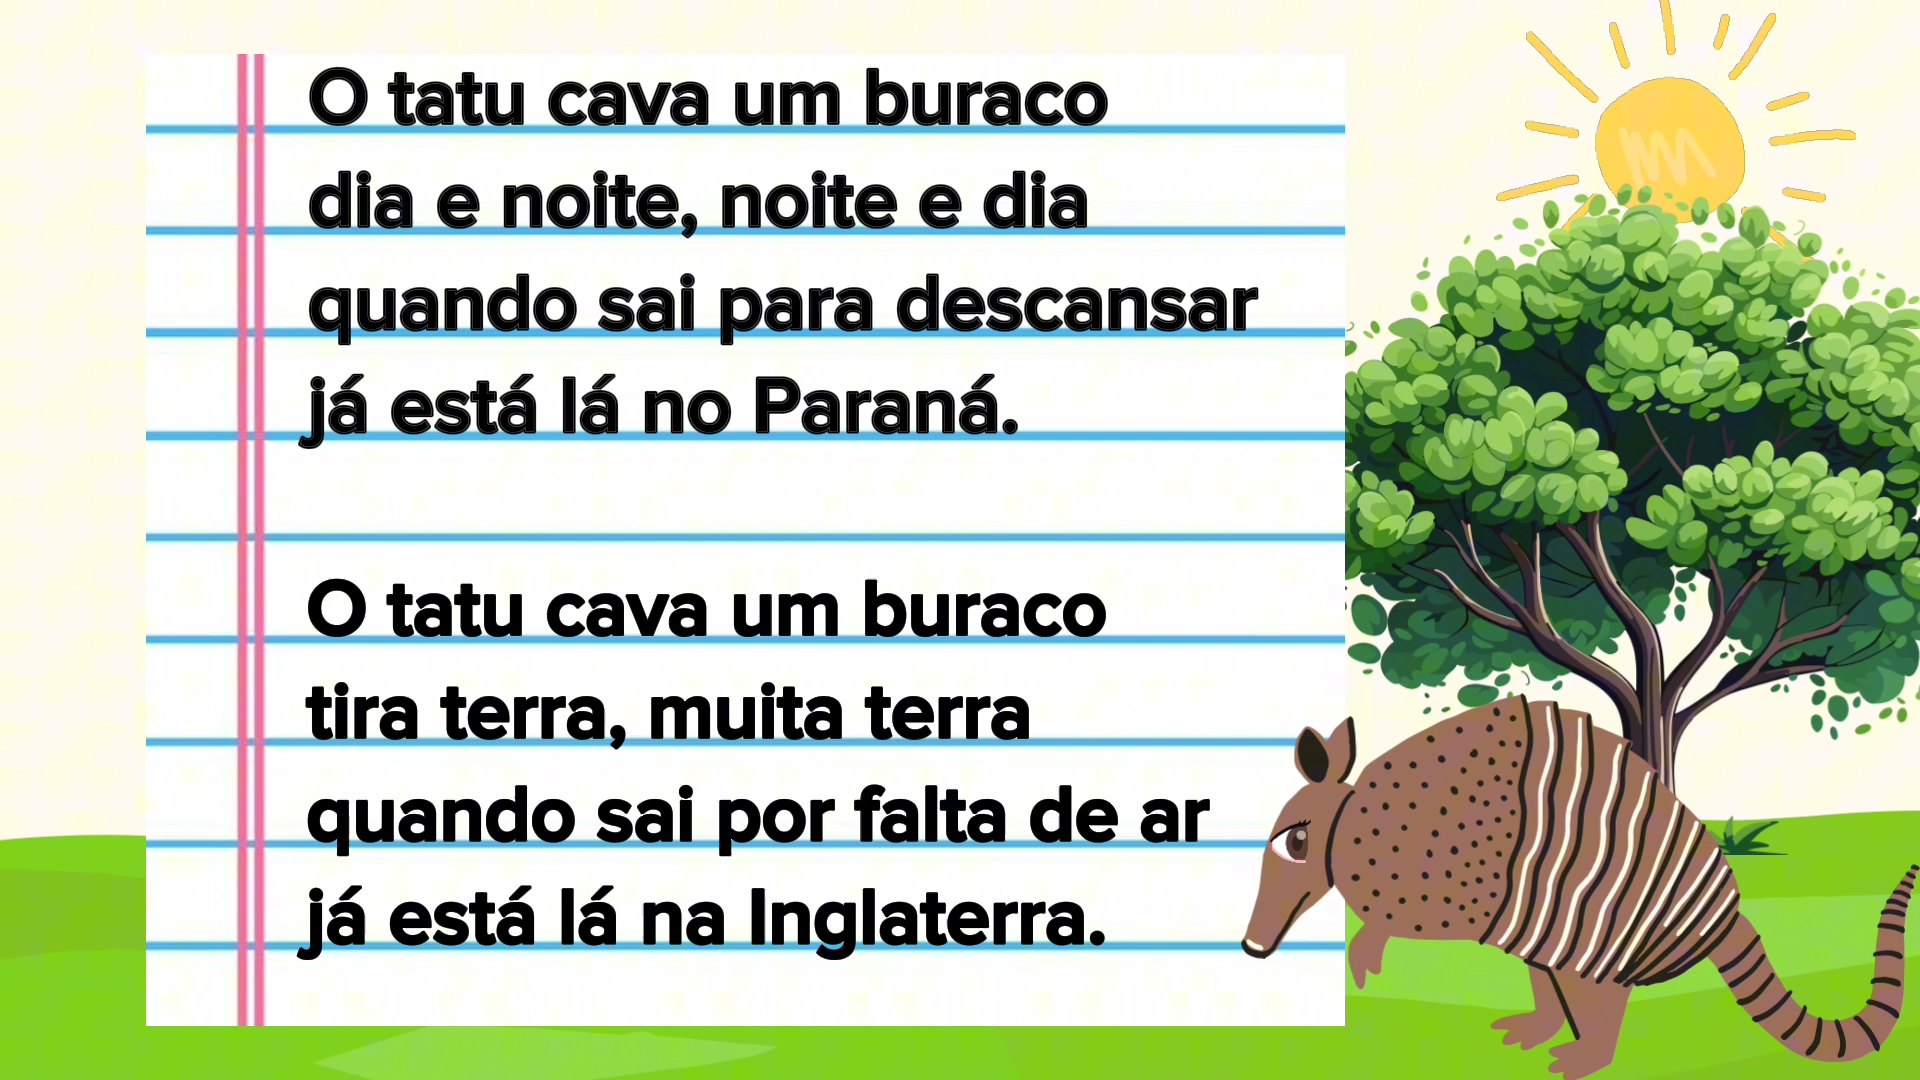 O tatu cava um buraco
dia e noite, noite e dia
quando sai para descansar
já está lá no Paraná.
O tatu cava um buraco
tira terra, muita terra
quando sai por falta de ar
já está lá na Inglaterra.